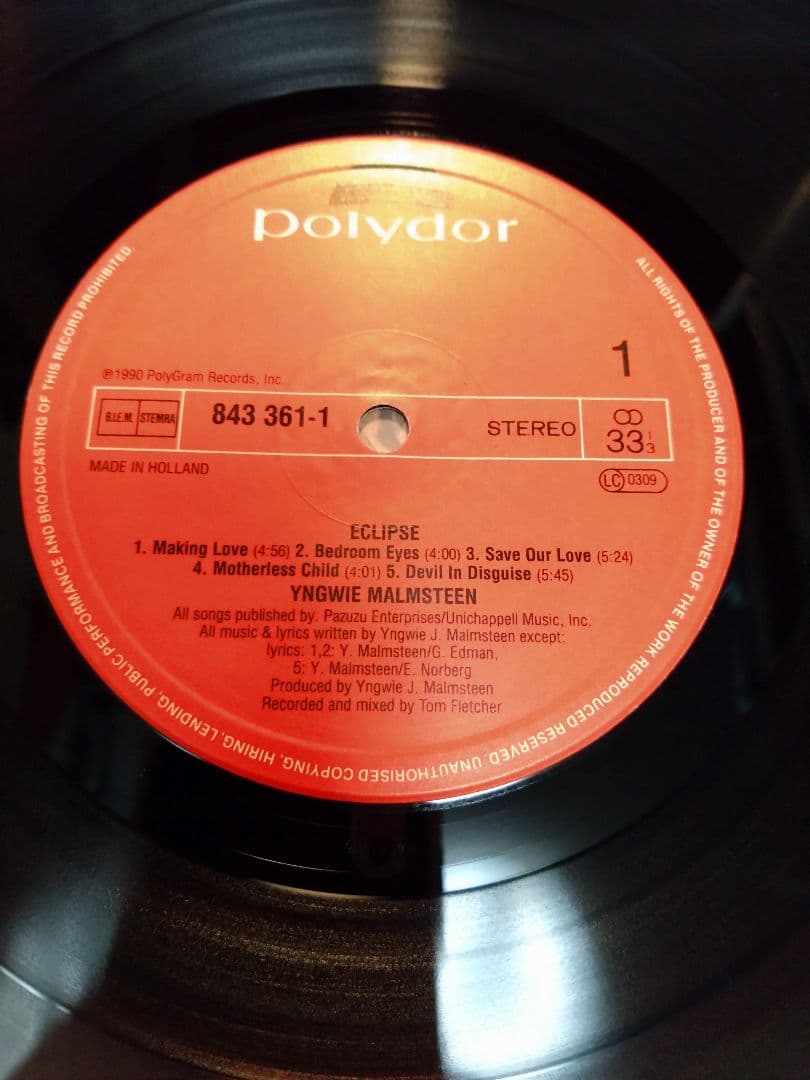 polydor
℗1990 PolyGram Records, Inc.
1
B.I.E.M. STEMRA
843 361-1
STEREO
33 1/3
MADE IN HOLLAND
LC 0309
ECLIPSE
1. Making Love (4:56) 2. Bedroom Eyes (4:00) 3. Save Our Love (5:24)
4. Motherless Child (4:01) 5. Devil In Disguise (5:45)
YNGWIE MALMSTEEN
All songs published by: Pazuzu Enterprises/Unichappell Music, Inc.
All music & lyrics written by Yngwie J. Malmsteen except:
lyrics: 1,2: Y. Malmsteen/G. Edman,
5: Y. Malmsteen/E. Norberg
Produced by Yngwie J. Malmsteen
Recorded and mixed by Tom Fletcher
ALL RIGHTS OF THE PRODUCER AND OF THE OWNER OF THE WORK REPRODUCED RESERVED. UNAUTHORISED COPYING, HIRING, LENDING, PUBLIC PERFORMANCE AND BROADCASTING OF THIS RECORD PROHIBITED.